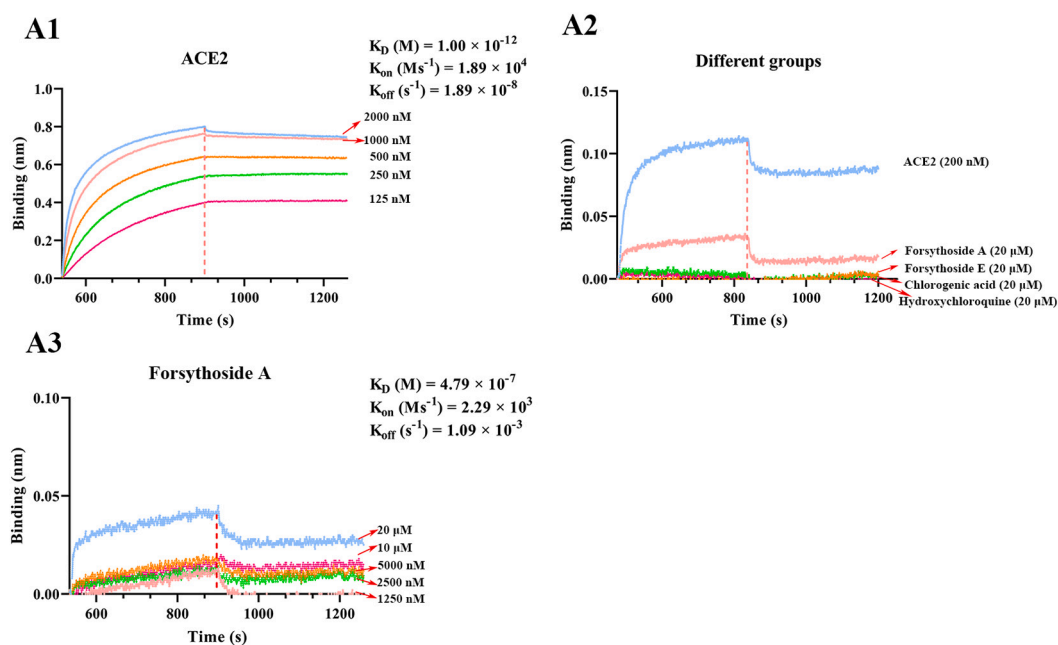 A1
ACE2
K_D (M) = 1.00 × 10^-12
K_on (Ms^-1) = 1.89 × 10^4
K_off (s^-1) = 1.89 × 10^-8
Binding (nm)
1.0
0.8
0.6
0.4
0.2
0.0
2000 nM
1000 nM
500 nM
250 nM
125 nM
600 800 1000 1200
Time (s)
A2
Different groups
Binding (nm)
0.15
0.10
0.05
0.00
ACE2 (200 nM)
Forsythoside A (20 μM)
Forsythoside E (20 μM)
Chlorogenic acid (20 μM)
Hydroxychloroquine (20 μM)
600 800 1000 1200
Time (s)
A3
Forsythoside A
K_D (M) = 4.79 × 10^-7
K_on (Ms^-1) = 2.29 × 10^3
K_off (s^-1) = 1.09 × 10^-3
Binding (nm)
0.10
0.05
0.00
20 μM
10 μM
5000 nM
2500 nM
1250 nM
600 800 1000 1200
Time (s)